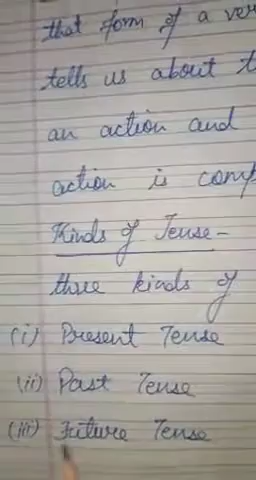 that form of a ver
tells us about t
an action and
action is comp
Kinds of Tense -
three kinds of
(i) Present Tense
(ii) Past Tense
(iii) Future Tense